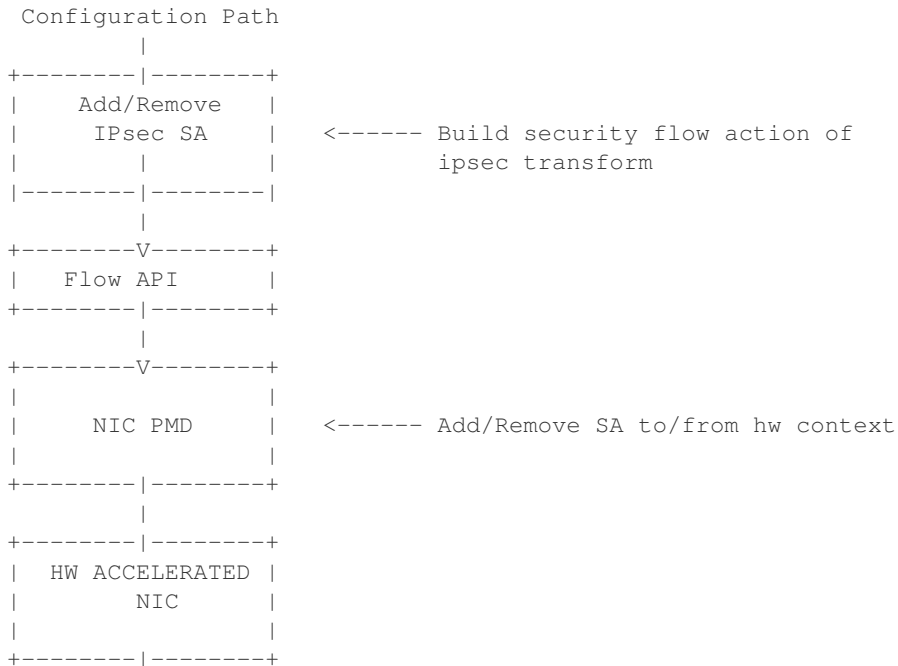 Configuration Path
         |
+--------|--------+
|    Add/Remove   |
|     IPsec SA    |   <------ Build security flow action of
|        |        |           ipsec transform
|--------|--------|
         |
+--------V--------+
|   Flow API      |
+--------|--------+
         |
+--------V--------+
|                 |
|     NIC PMD     |   <------ Add/Remove SA to/from hw context
|                 |
+--------|--------+
         |
+--------|--------+
|  HW ACCELERATED |
|        NIC      |
|                 |
+--------|--------+